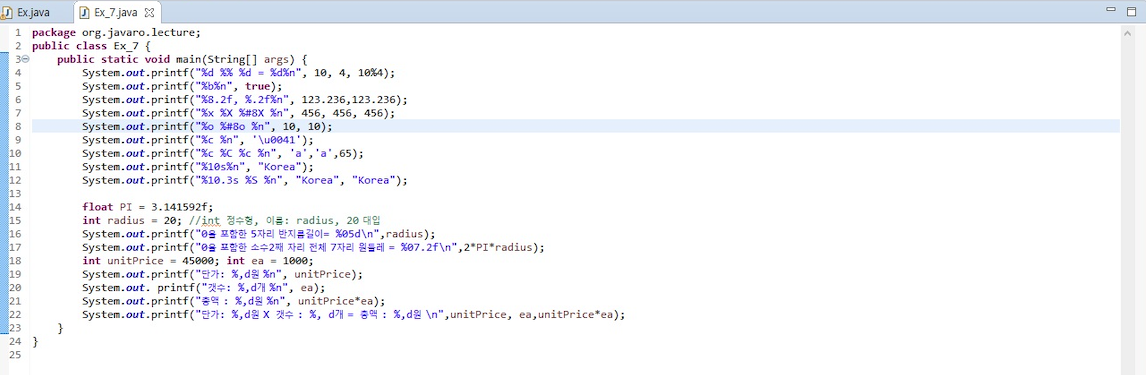 Ex.java Ex_7.java
1 package org.javaro.lecture;
2 public class Ex_7 {
3 public static void main(String[] args) {
4 System.out.printf("%d %% %d = %d%n", 10, 4, 10%4);
5 System.out.printf("%b%n", true);
6 System.out.printf("%8.2f, %.2f%n", 123.236,123.236);
7 System.out.printf("%x %X %#8X %n", 456, 456, 456);
8 System.out.printf("%o %#8o %n", 10, 10);
9 System.out.printf("%c %n", '\u0041');
10 System.out.printf("%c %C %c %n", 'a','a',65);
11 System.out.printf("%10s%n", "Korea");
12 System.out.printf("%10.3s %S %n", "Korea", "Korea");
13
14 float PI = 3.141592f;
15 int radius = 20; //int 정수형, 이름: radius, 20 대입
16 System.out.printf("0을 포함한 5자리 반지름길이= %05d\n",radius);
17 System.out.printf("0을 포함한 소수2째 자리 전체 7자리 원둘레 = %07.2f\n",2*PI*radius);
18 int unitPrice = 45000; int ea = 1000;
19 System.out.printf("단가: %,d원 %n", unitPrice);
20 System.out. printf("갯수: %,d개 %n", ea);
21 System.out.printf("총액 : %,d원 %n", unitPrice*ea);
22 System.out.printf("단가: %,d원 X 갯수 : %, d개 = 총액 : %,d원 \n",unitPrice, ea,unitPrice*ea);
23 }
24 }
25